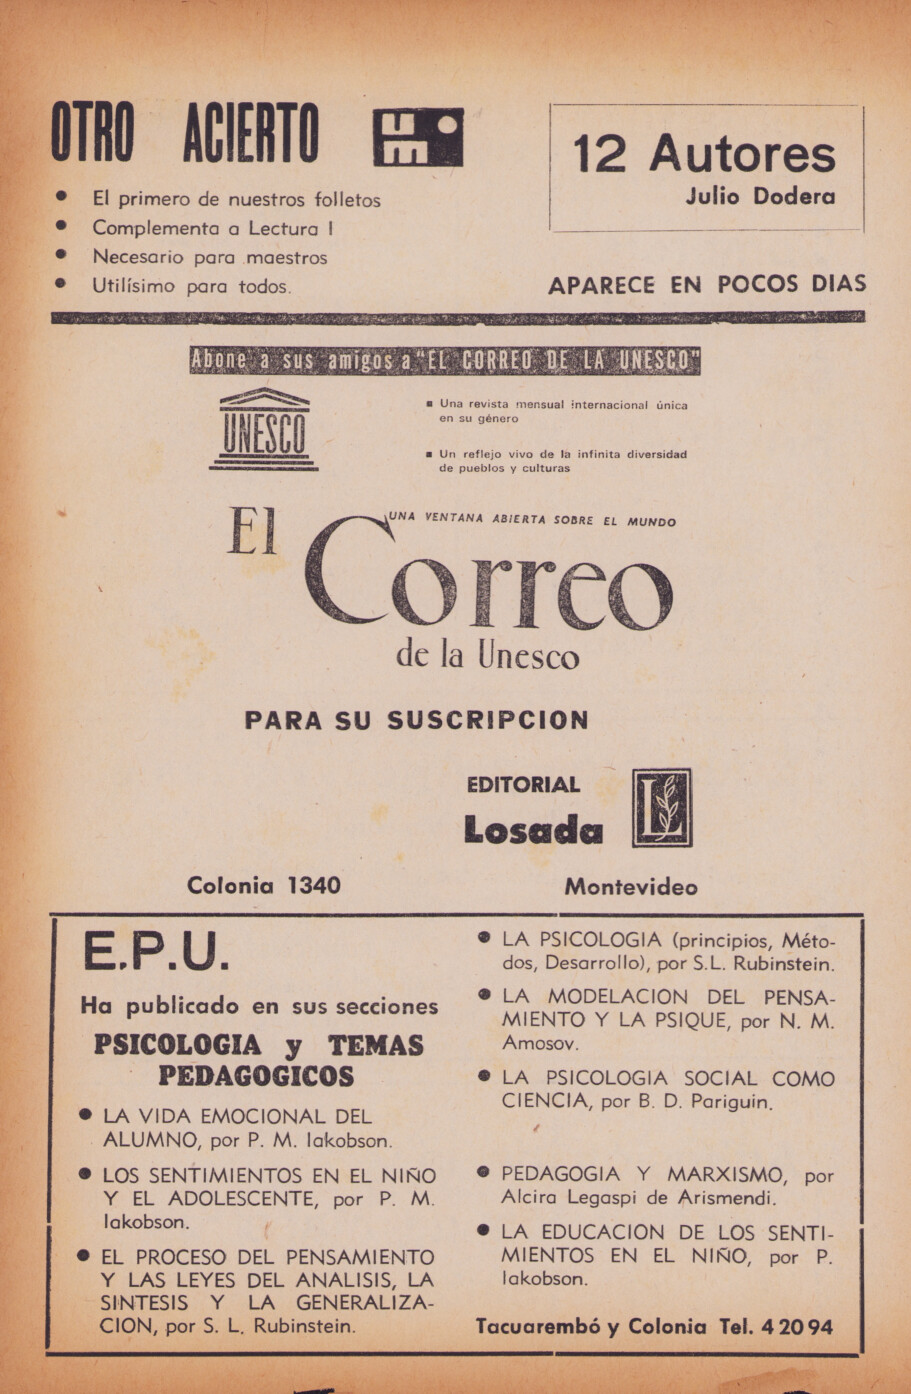 OTRO ACIERTO
um
• El primero de nuestros folletos
• Complementa a Lectura I
• Necesario para maestros
• Utilísimo para todos.
12 Autores
Julio Dodera
APARECE EN POCOS DIAS
Abone a sus amigos a "EL CORREO DE LA UNESCO"
UNESCO
▪ Una revista mensual internacional única
en su género
▪ Un reflejo vivo de la infinita diversidad
de pueblos y culturas
UNA VENTANA ABIERTA SOBRE EL MUNDO
El Correo
de la Unesco
PARA SU SUSCRIPCION
EDITORIAL
Losada
L
Colonia 1340 Montevideo
E.P.U.
Ha publicado en sus secciones
PSICOLOGIA y TEMAS
PEDAGOGICOS
• LA VIDA EMOCIONAL DEL
ALUMNO, por P. M. Iakobson.
• LOS SENTIMIENTOS EN EL NIÑO
Y EL ADOLESCENTE, por P. M.
Iakobson.
• EL PROCESO DEL PENSAMIENTO
Y LAS LEYES DEL ANALISIS, LA
SINTESIS Y LA GENERALIZA-
CION, por S. L. Rubinstein.
• LA PSICOLOGIA (principios, Méto-
dos, Desarrollo), por S.L. Rubinstein.
• LA MODELACION DEL PENSA-
MIENTO Y LA PSIQUE, por N. M.
Amosov.
• LA PSICOLOGIA SOCIAL COMO
CIENCIA, por B. D. Pariguin.
• PEDAGOGIA Y MARXISMO, por
Alcira Legaspi de Arismendi.
• LA EDUCACION DE LOS SENTI-
MIENTOS EN EL NIÑO, por P.
Iakobson.
Tacuarembó y Colonia Tel. 4 20 94